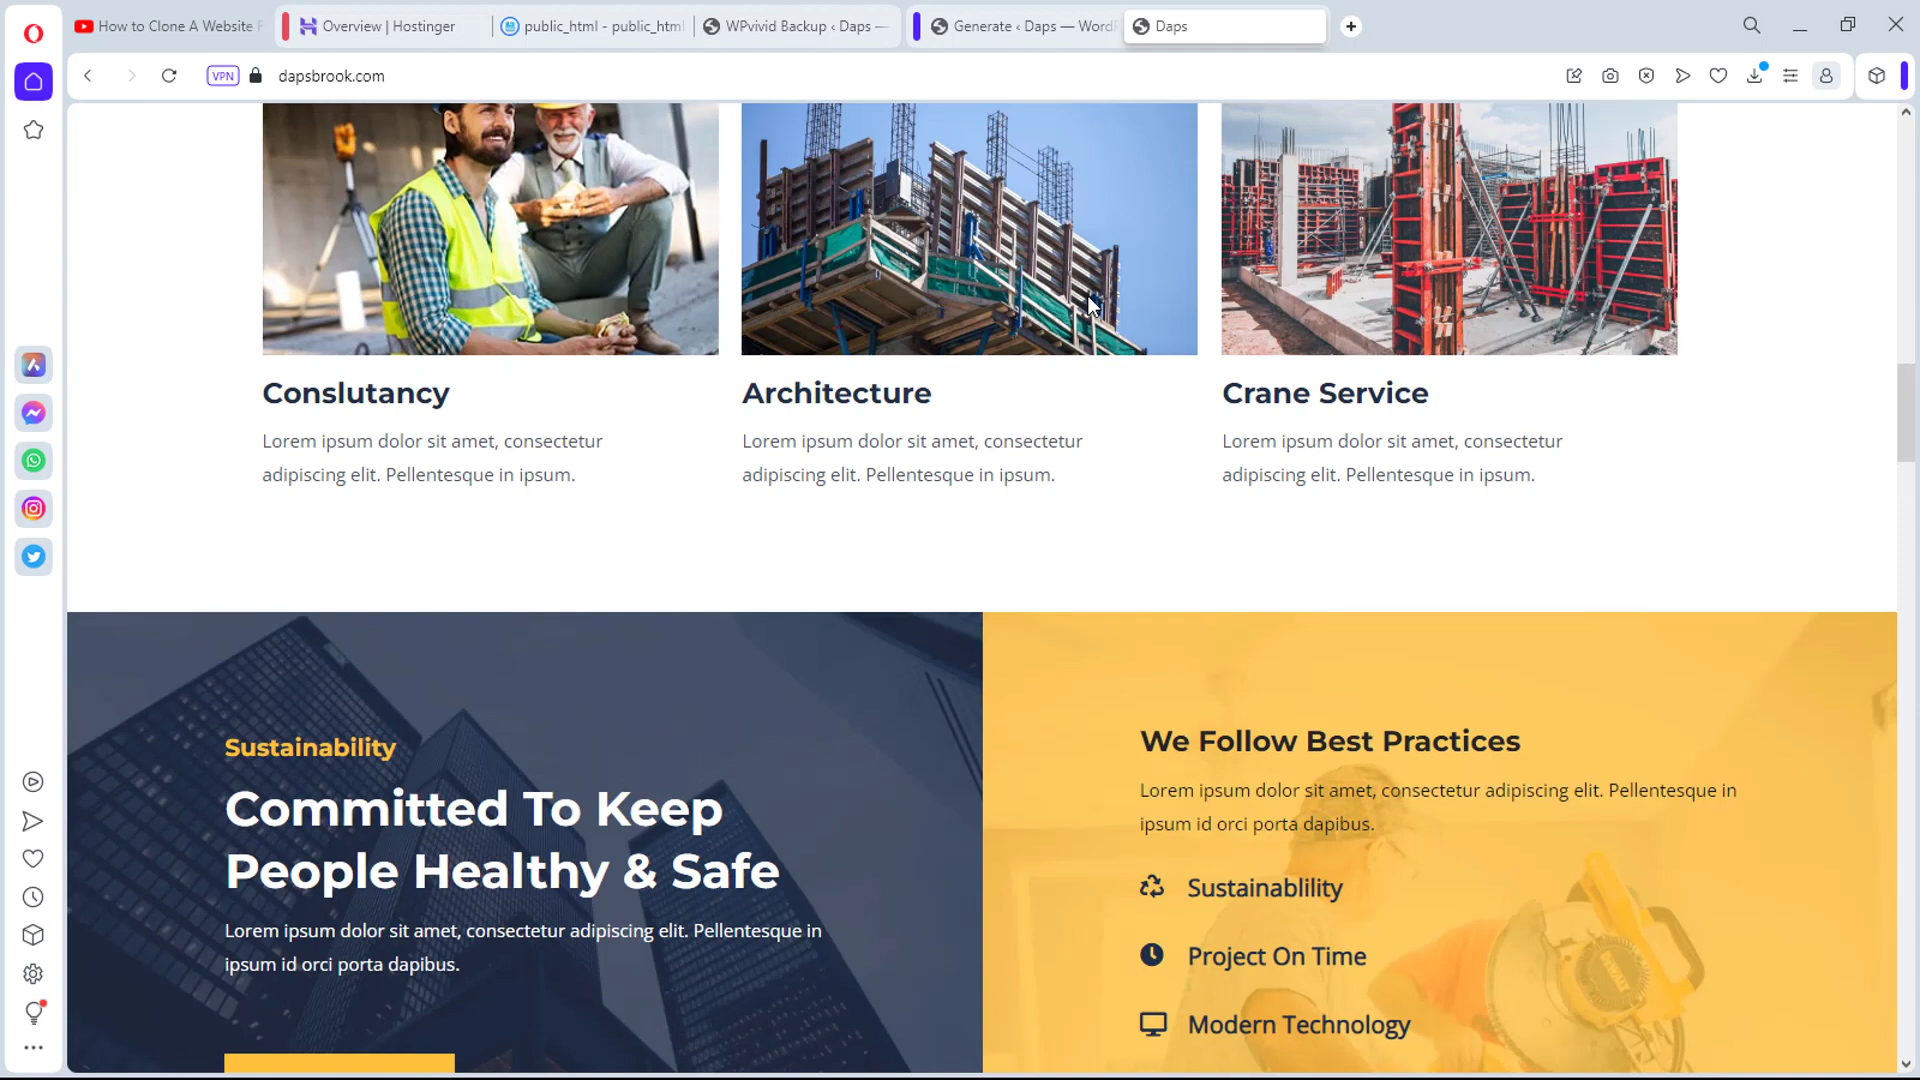 How to Clone A Website F
Overview | Hostinger
public_html - public_html
WPvivid Backup ‹ Daps —
Generate ‹ Daps — WordP
Daps
VPN
dapsbrook.com
Conslutancy
Architecture
Crane Service
Lorem ipsum dolor sit amet, consectetur
adipiscing elit. Pellentesque in ipsum.
Lorem ipsum dolor sit amet, consectetur
adipiscing elit. Pellentesque in ipsum.
Lorem ipsum dolor sit amet, consectetur
adipiscing elit. Pellentesque in ipsum.
Sustainability
Committed To Keep
People Healthy & Safe
Lorem ipsum dolor sit amet, consectetur adipiscing elit. Pellentesque in
ipsum id orci porta dapibus.
We Follow Best Practices
Lorem ipsum dolor sit amet, consectetur adipiscing elit. Pellentesque in
ipsum id orci porta dapibus.
Sustainablility
Project On Time
Modern Technology